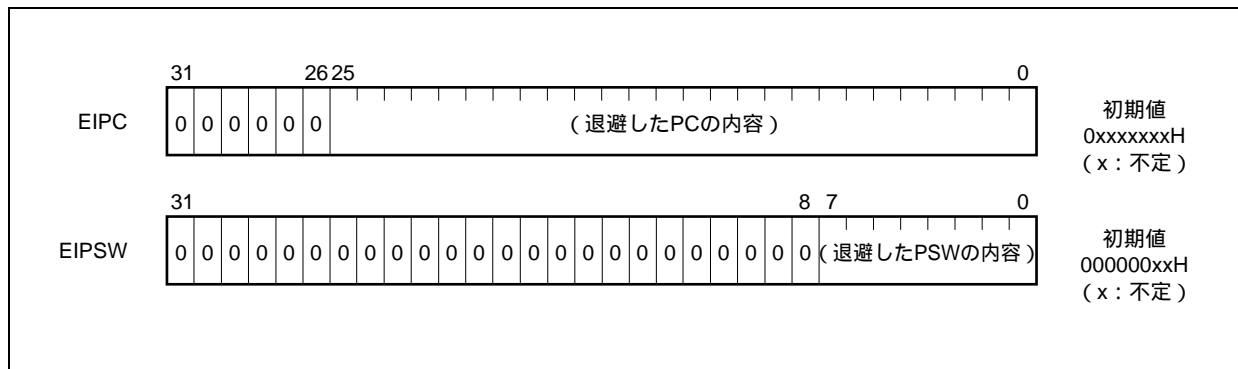 31 26 25 0
EIPC 0 0 0 0 0 0 （退避したPCの内容） 初期値
0xxxxxxxH
（x：不定）
31 8 7 0
EIPSW 0 0 0 0 0 0 0 0 0 0 0 0 0 0 0 0 0 0 0 0 0 0 0 0 （退避したPSWの内容） 初期値
000000xxH
（x：不定）